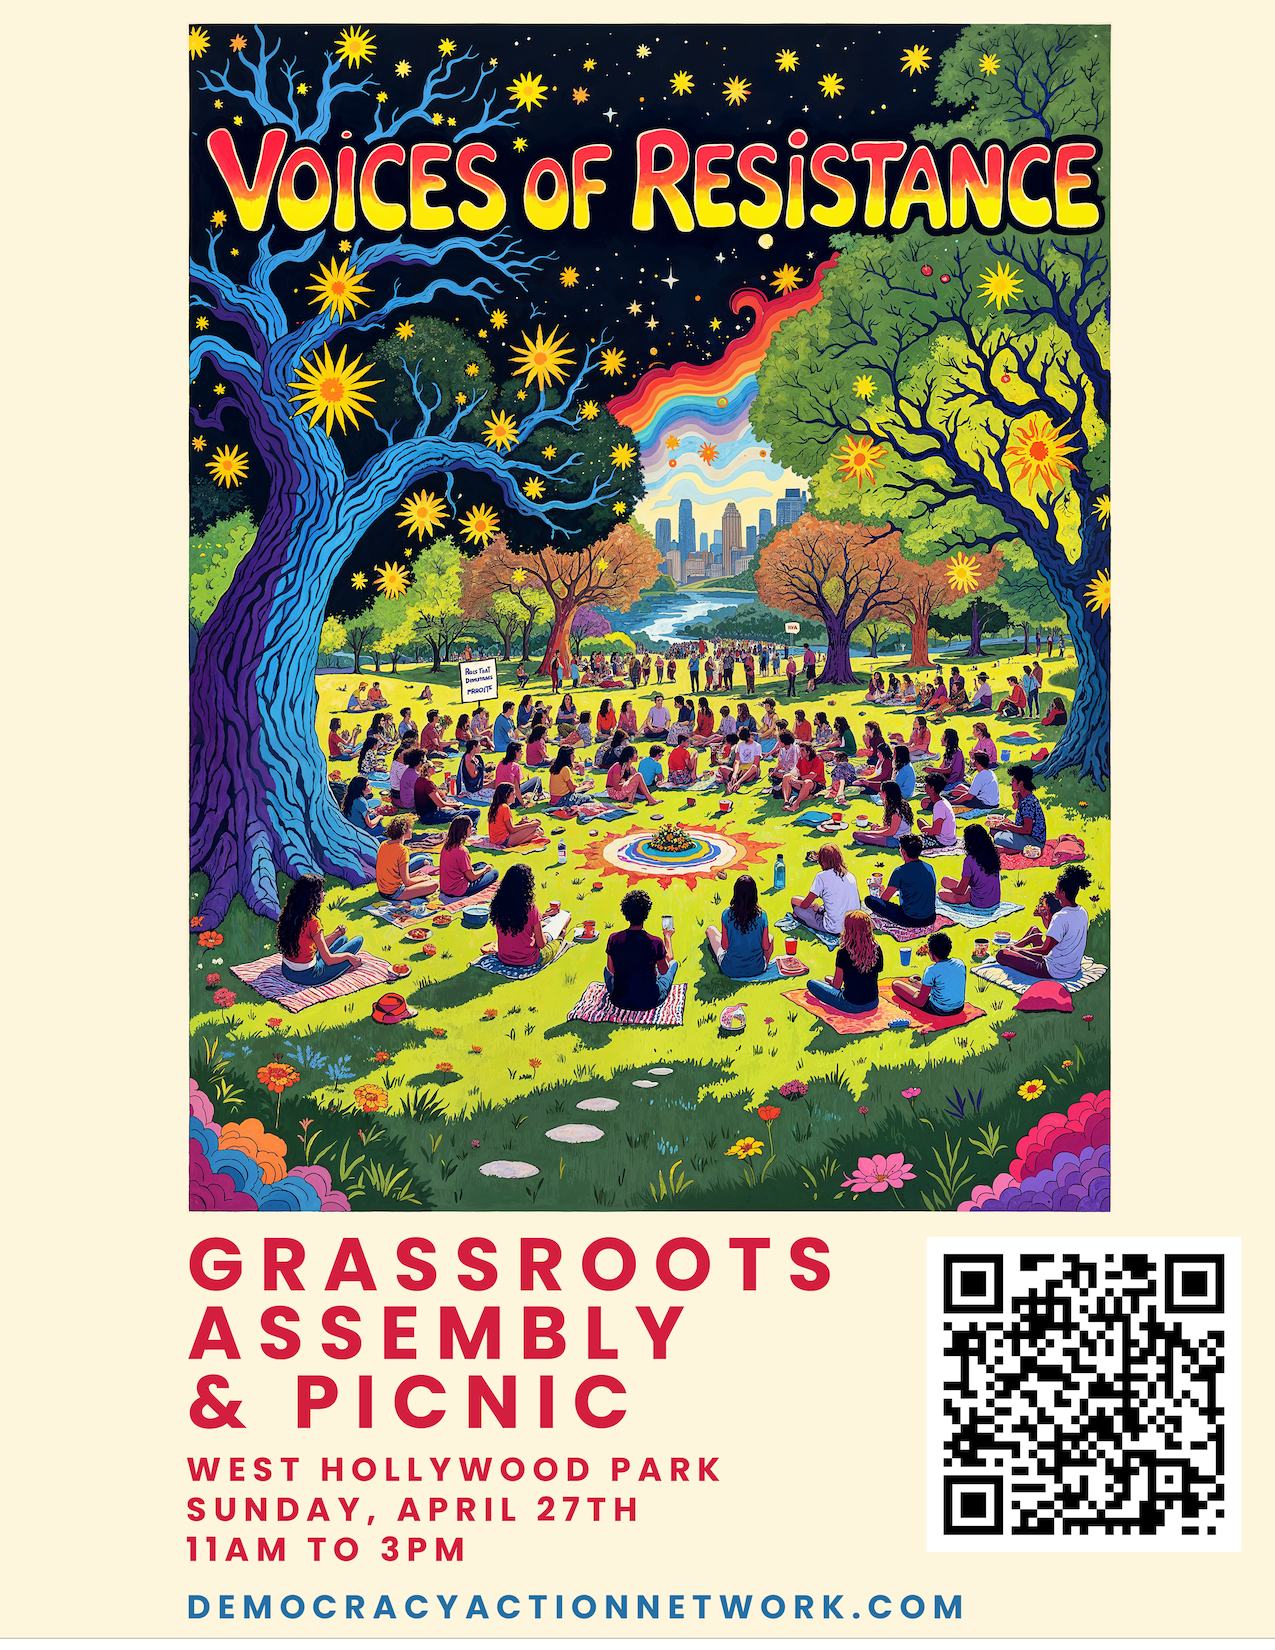 VOICES OF RESISTANCE
GRASSROOTS
ASSEMBLY
& PICNIC
WEST HOLLYWOOD PARK
SUNDAY, APRIL 27TH
11AM TO 3PM
DEMOCRACYACTIONNETWORK.COM